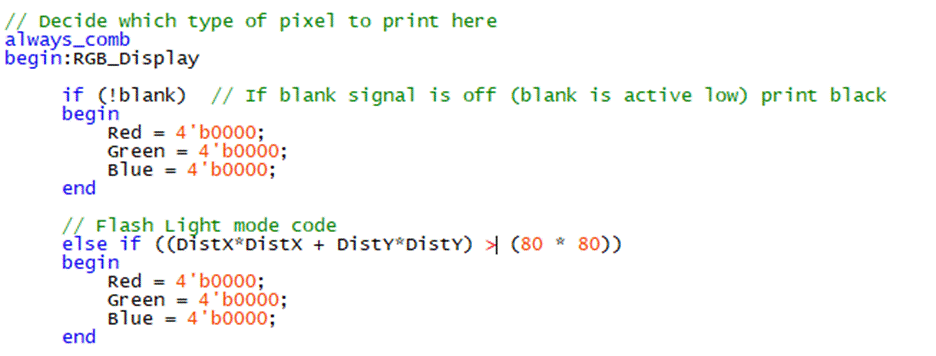 // Decide which type of pixel to print here
always_comb
begin:RGB_Display
if (!blank)  // If blank signal is off (blank is active low) print black
begin
Red = 4'b0000;
Green = 4'b0000;
Blue = 4'b0000;
end
// Flash Light mode code
else if ((DistX*DistX + DistY*DistY) > (80 * 80))
begin
Red = 4'b0000;
Green = 4'b0000;
Blue = 4'b0000;
end